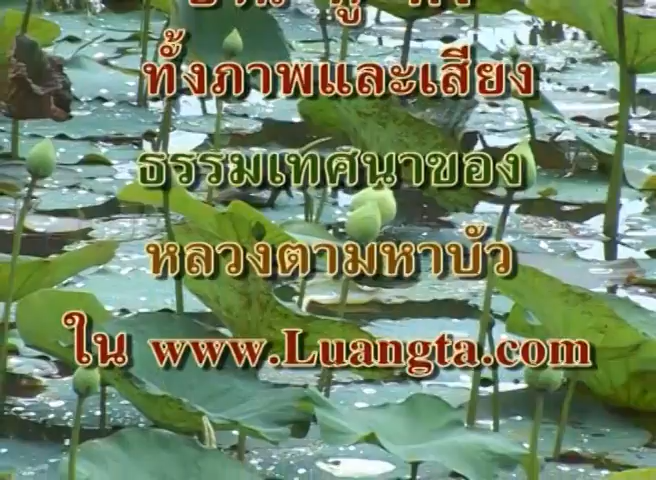 ทั้งภาพและเสียง
ธรรมเทศนาของ
หลวงตามหาบัว
ใน www.Luangta.com